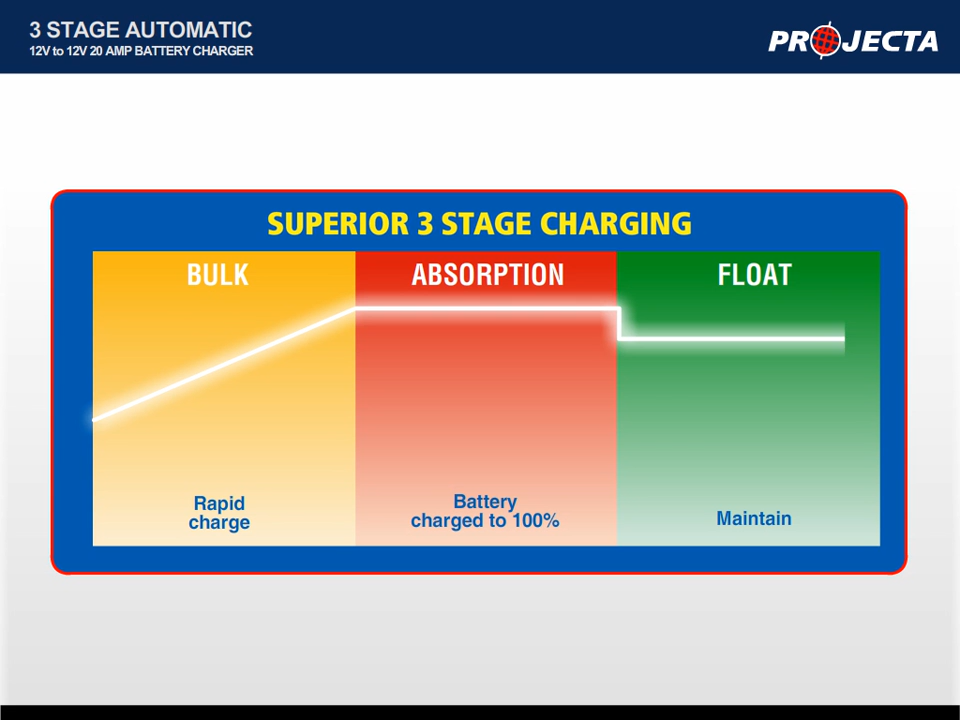 3 STAGE AUTOMATIC
12V to 12V 20 AMP BATTERY CHARGER
PROJECTA
SUPERIOR 3 STAGE CHARGING
BULK
ABSORPTION
FLOAT
Rapid
charge
Battery
charged to 100%
Maintain